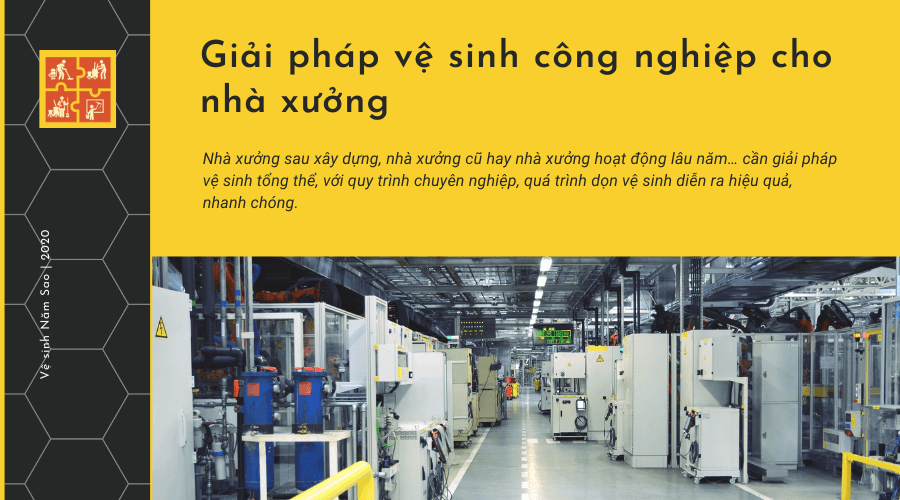 Giải pháp vệ sinh công nghiệp cho
nhà xưởng
Nhà xưởng sau xây dựng, nhà xưởng cũ hay nhà xưởng hoạt động lâu năm... cần giải pháp
vệ sinh tổng thể, với quy trình chuyên nghiệp, quá trình dọn vệ sinh diễn ra hiệu quả,
nhanh chóng.
Vệ sinh Năm Sao | 2020